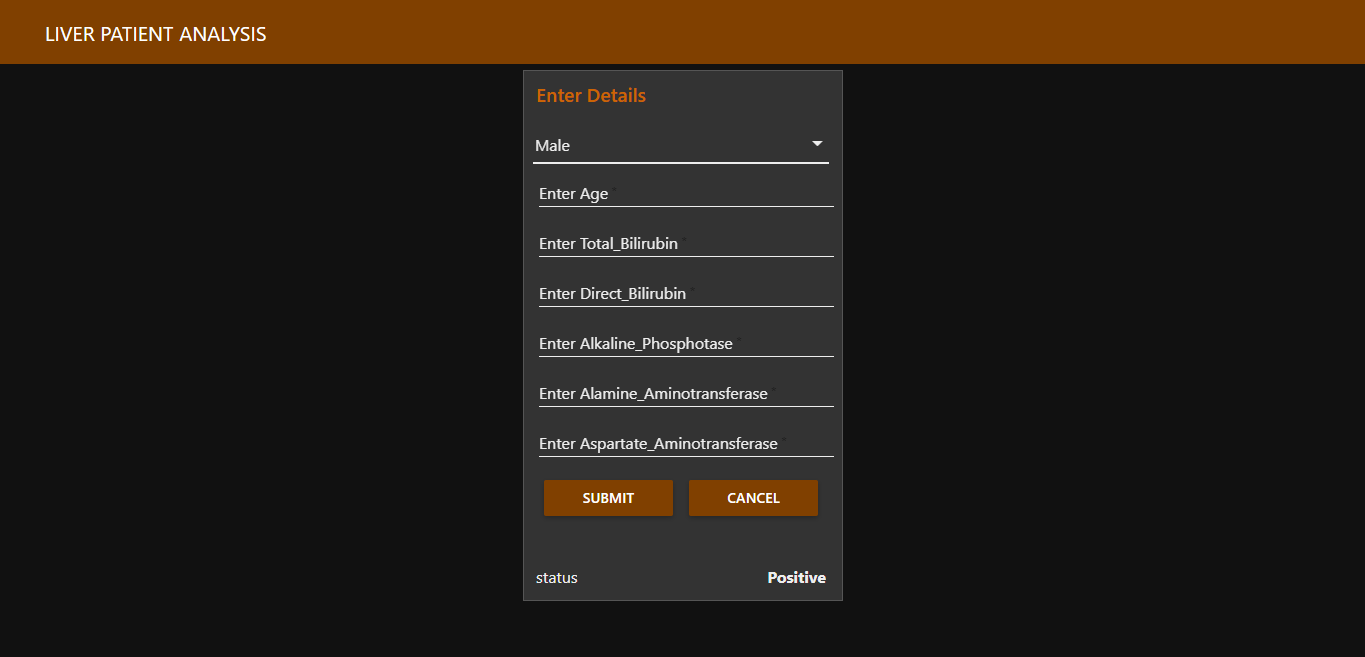 LIVER PATIENT ANALYSIS
Enter Details
Male
Enter Age *
Enter Total_Bilirubin *
Enter Direct_Bilirubin *
Enter Alkaline_Phosphotase *
Enter Alamine_Aminotransferase *
Enter Aspartate_Aminotransferase *
SUBMIT CANCEL
status Positive